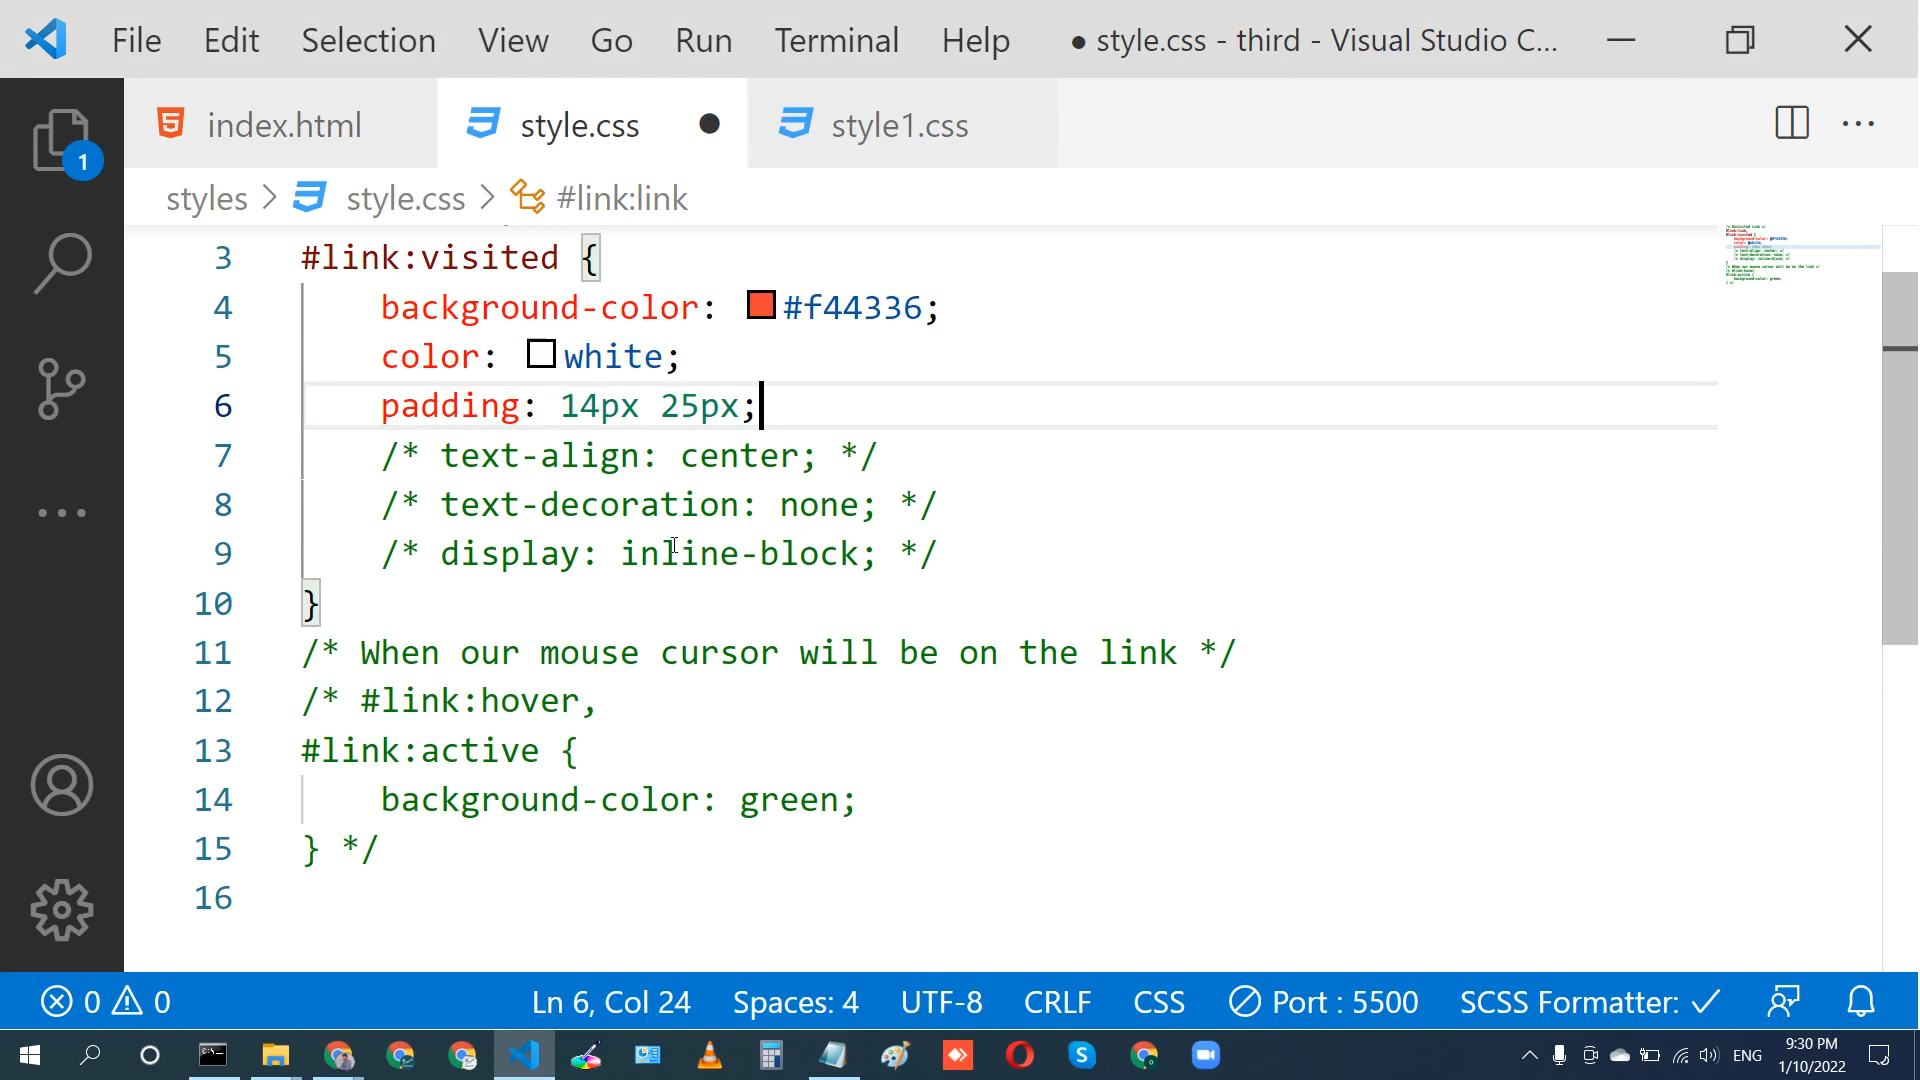 File Edit Selection View Go Run Terminal Help ● style.css - third - Visual Studio C...
index.html style.css style1.css
1
styles > style.css > #link:link
3 #link:visited {
4 background-color: #f44336;
5 color: white;
6 padding: 14px 25px;
7 /* text-align: center; */
8 /* text-decoration: none; */
9 /* display: inline-block; */
10 }
11 /* When our mouse cursor will be on the link */
12 /* #link:hover,
13 #link:active {
14 background-color: green;
15 } */
16
0 0 Ln 6, Col 24 Spaces: 4 UTF-8 CRLF CSS Port : 5500 SCSS Formatter: ✓
ENG 9:30 PM
1/10/2022